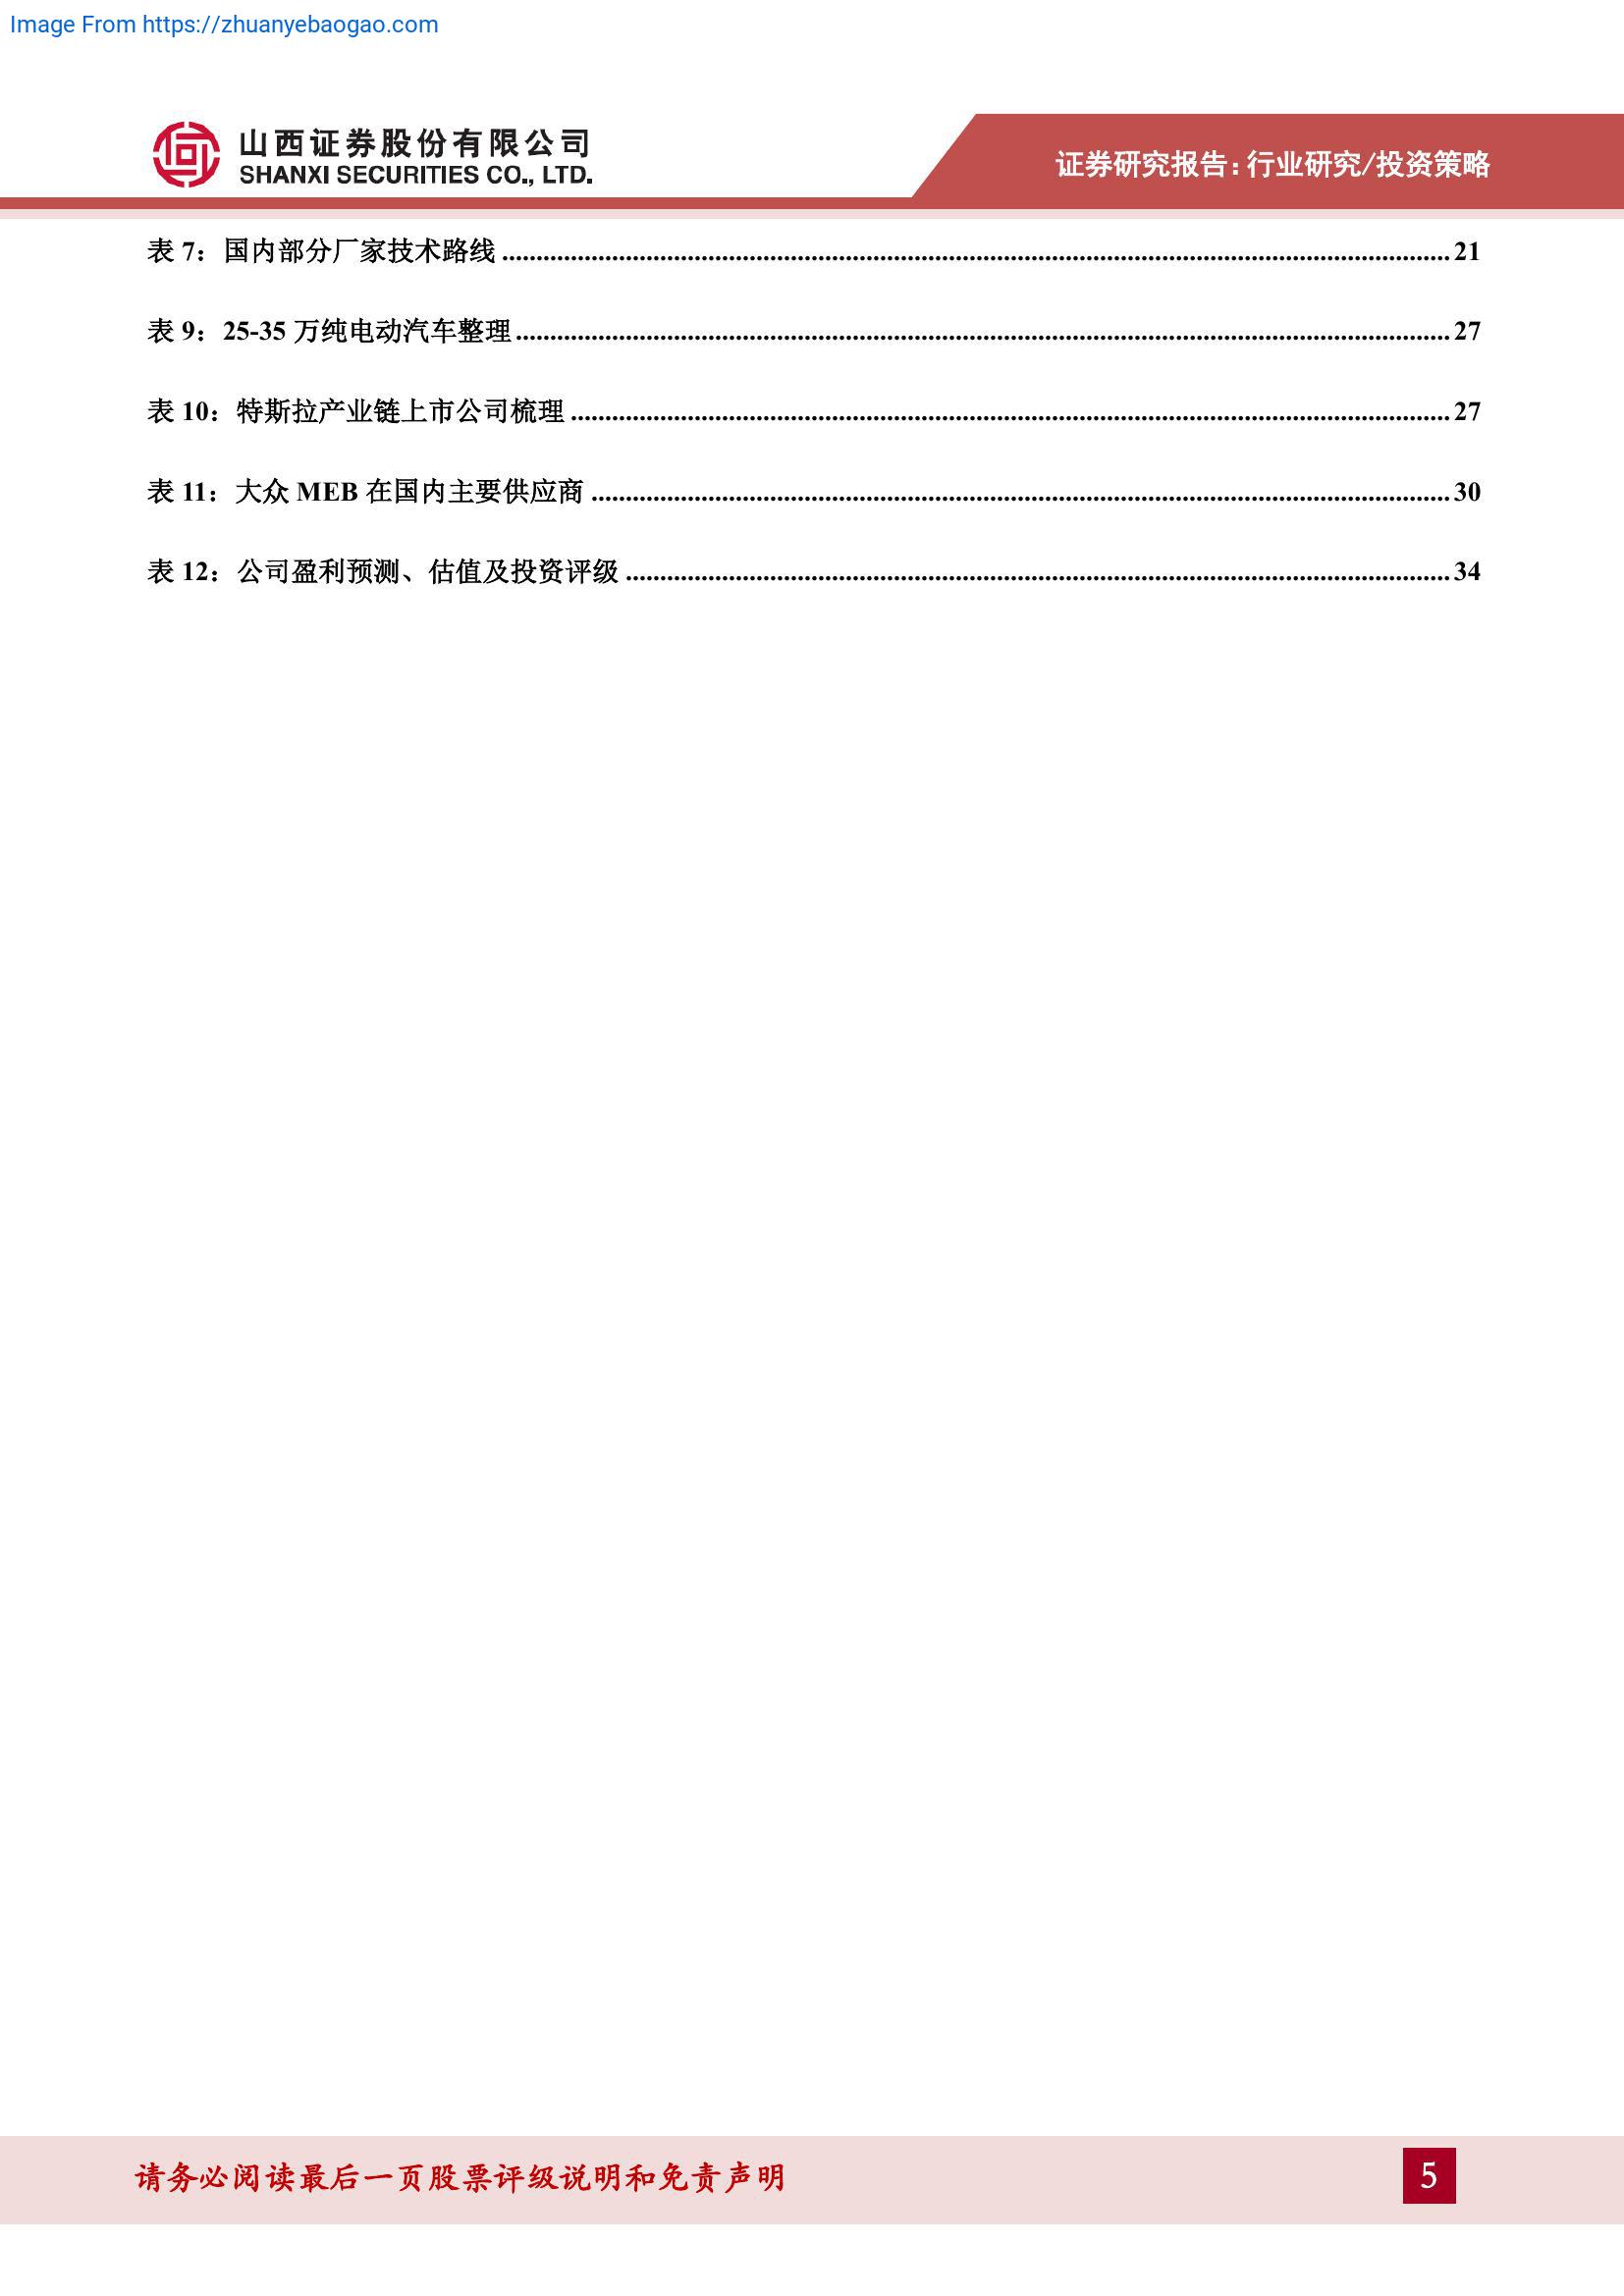 Image From https://zhuanyebaogao.com
山西证券股份有限公司
SHANXI SECURITIES CO., LTD.
证券研究报告:行业研究/投资策略
表 7：国内部分厂家技术路线 ........ 21
表 9：25-35 万纯电动汽车整理 ........ 27
表 10：特斯拉产业链上市公司梳理 ........ 27
表 11：大众 MEB 在国内主要供应商 ........ 30
表 12：公司盈利预测、估值及投资评级 ........ 34
请务必阅读最后一页股票评级说明和免责声明
5